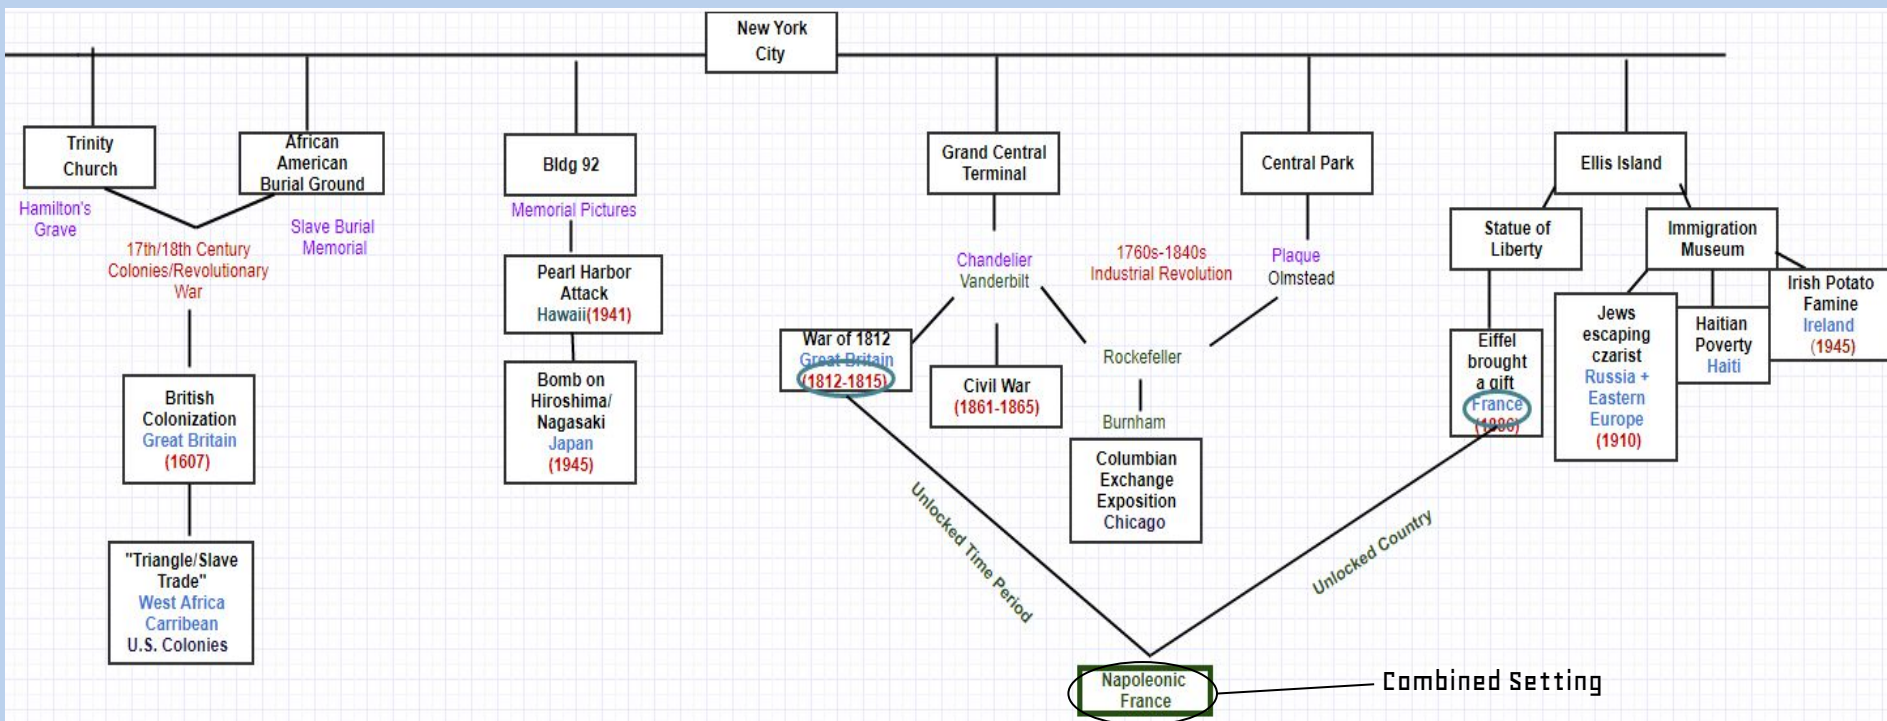 New York
City
Trinity
Church
African
American
Burial Ground
Bldg 92
Grand Central
Terminal
Central Park
Ellis Island
Hamilton's
Grave
Slave Burial
Memorial
17th/18th Century
Colonies/Revolutionary
War
British
Colonization
Great Britain
(1607)
"Triangle/Slave
Trade"
West Africa
Carribean
U.S. Colonies
Memorial Pictures
Pearl Harbor
Attack
Hawaii(1941)
Bomb on
Hiroshima/
Nagasaki
Japan
(1945)
Chandelier
Vanderbilt
1760s-1840s
Industrial Revolution
Plaque
Olmstead
War of 1812
Great Britain
(1812-1815)
Civil War
(1861-1865)
Rockefeller
Burnham
Columbian
Exchange
Exposition
Chicago
Statue of
Liberty
Immigration
Museum
Eiffel
brought
a gift
France
(1886)
Jews
escaping
czarist
Russia +
Eastern
Europe
(1910)
Haitian
Poverty
Haiti
Irish Potato
Famine
Ireland
(1945)
Unlocked Time Period
Unlocked Country
Napoleonic
France
Combined Setting